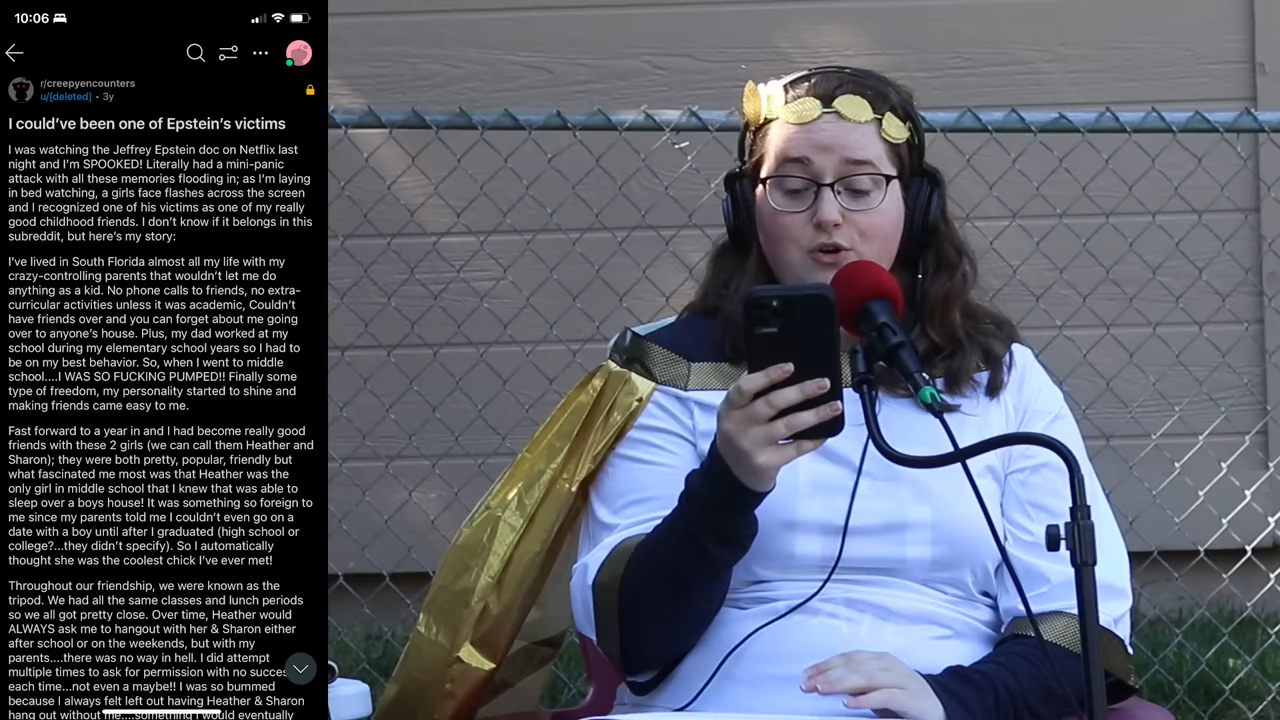 10:06
r/creepyencounters
u/[deleted] • 3y
I could’ve been one of Epstein’s victims
I was watching the Jeffrey Epstein doc on Netflix last
night and I’m SPOOKED! Literally had a mini-panic
attack with all these memories flooding in; as I’m laying
in bed watching, a girls face flashes across the screen
and I recognized one of his victims as one of my really
good childhood friends. I don’t know if it belongs in this
subreddit, but here’s my story:
I’ve lived in South Florida almost all my life with my
crazy-controlling parents that wouldn’t let me do
anything as a kid. No phone calls to friends, no extra-
curricular activities unless it was academic, Couldn’t
have friends over and you can forget about me going
over to anyone’s house. Plus, my dad worked at my
school during my elementary school years so I had to
be on my best behavior. So, when I went to middle
school....I WAS SO FUCKING PUMPED!! Finally some
type of freedom, my personality started to shine and
making friends came easy to me.
Fast forward to a year in and I had become really good
friends with these 2 girls (we can call them Heather and
Sharon); they were both pretty, popular, friendly but
what fascinated me most was that Heather was the
only girl in middle school that I knew that was able to
sleep over a boys house! It was something so foreign to
me since my parents told me I couldn’t even go on a
date with a boy until after I graduated (high school or
college?...they didn’t specify). So I automatically
thought she was the coolest chick I’ve ever met!
Throughout our friendship, we were known as the
tripod. We had all the same classes and lunch periods
so we all got pretty close. Over time, Heather would
ALWAYS ask me to hangout with her & Sharon either
after school or on the weekends, but with my
parents....there was no way in hell. I did attempt
multiple times to ask for permission with no succes
each time...not even a maybe!! I was so bummed
because I always felt left out having Heather & Sharon
hang out without me....something I would eventually